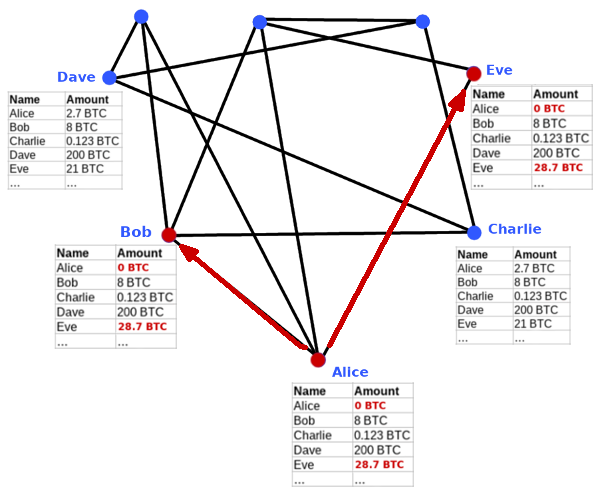 Dave
Name Amount
Alice 2.7 BTC
Bob 8 BTC
Charlie 0.123 BTC
Dave 200 BTC
Eve 21 BTC
... ...
Eve
Name Amount
Alice 0 BTC
Bob 8 BTC
Charlie 0.123 BTC
Dave 200 BTC
Eve 28.7 BTC
... ...
Bob
Name Amount
Alice 0 BTC
Bob 8 BTC
Charlie 0.123 BTC
Dave 200 BTC
Eve 28.7 BTC
... ...
Charlie
Name Amount
Alice 2.7 BTC
Bob 8 BTC
Charlie 0.123 BTC
Dave 200 BTC
Eve 21 BTC
... ...
Alice
Name Amount
Alice 0 BTC
Bob 8 BTC
Charlie 0.123 BTC
Dave 200 BTC
Eve 28.7 BTC
... ...